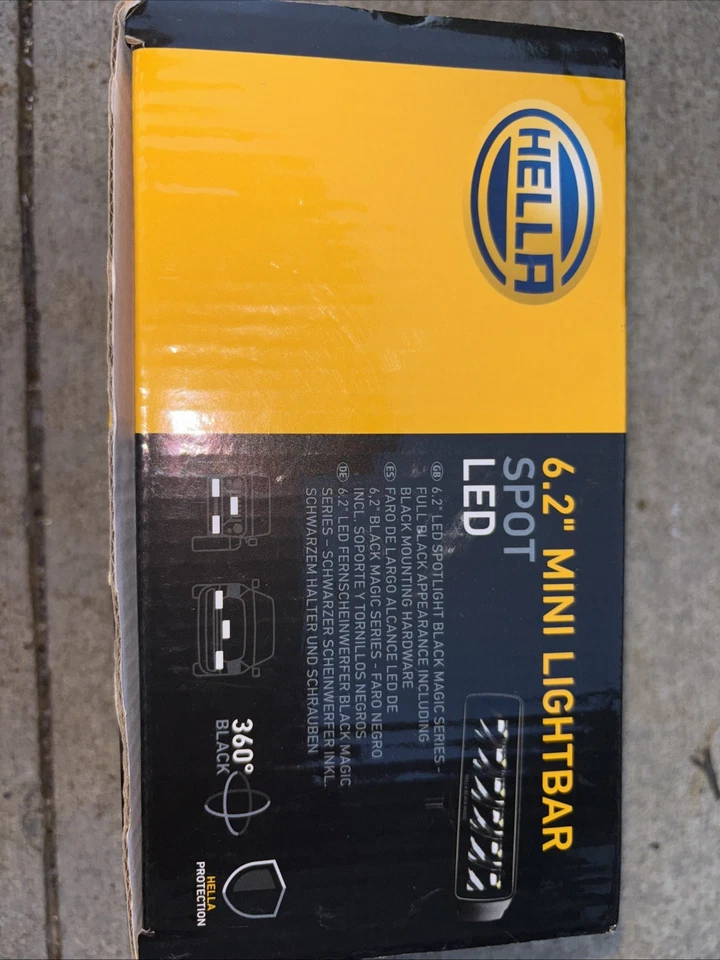 HELLA
6.2" MINI LIGHTBAR
SPOT
LED
GB 6.2" LED SPOTLIGHT BLACK MAGIC SERIES –
FULL BLACK APPEARANCE INCLUDING
BLACK MOUNTING HARDWARE
ES FARO DE LARGO ALCANCE LED DE
6.2" BLACK MAGIC SERIES – FARO NEGRO
INCL. SOPORTE Y TORNILLOS NEGROS
DE 6.2" LED FERNSCHEINWERFER BLACK MAGIC
SERIES – SCHWARZER SCHEINWERFER INKL.
SCHWARZEM HALTER UND SCHRAUBEN
360°
BLACK
HELLA
PROTECTION